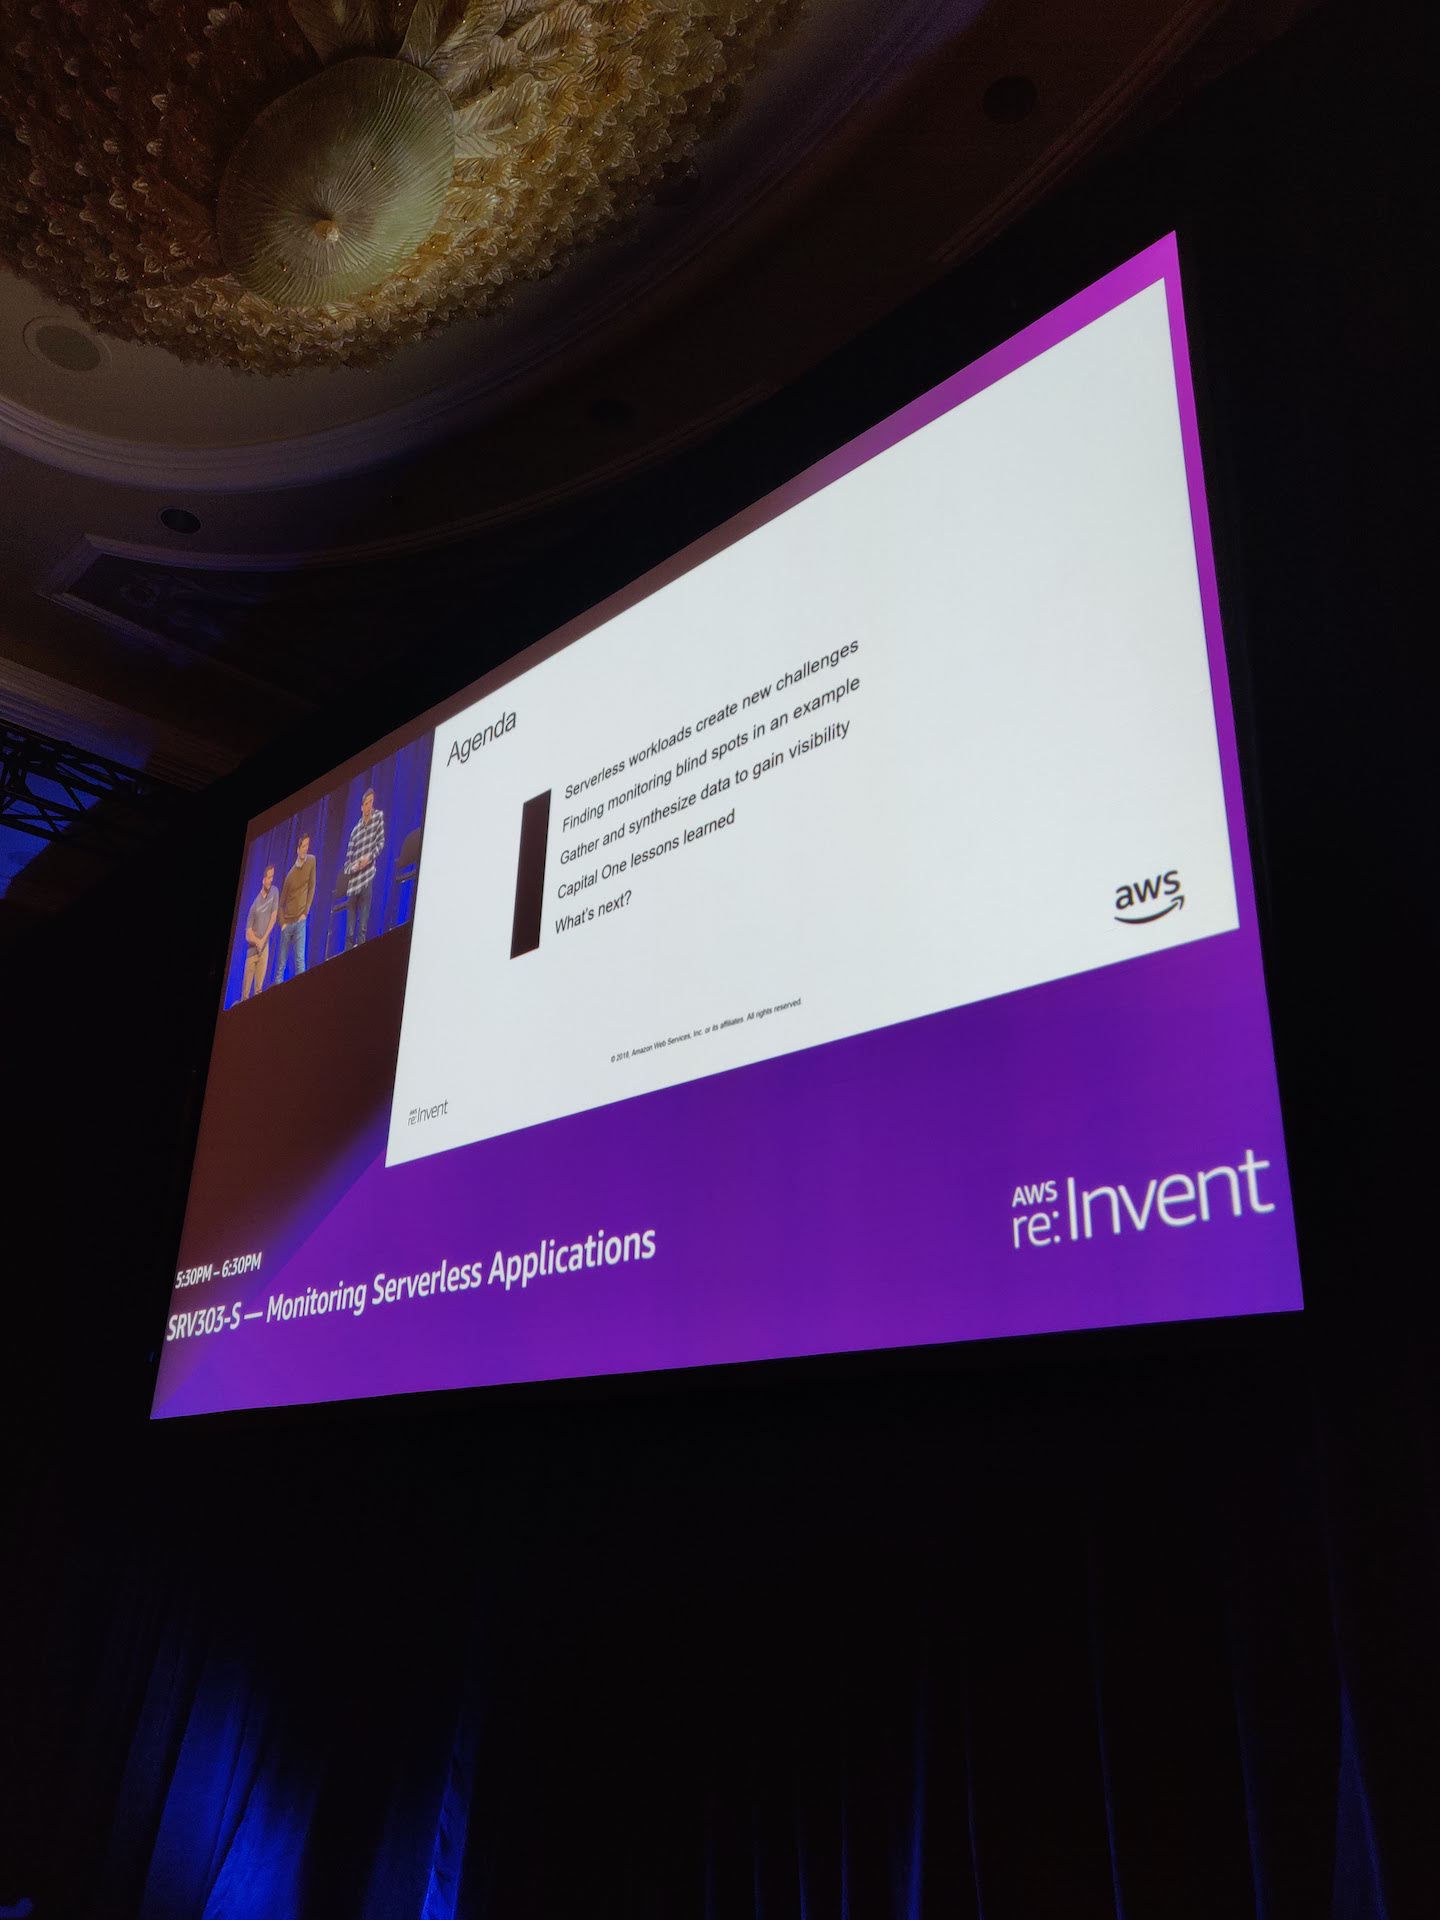 Agenda
Serverless workloads create new challenges
Finding monitoring blind spots in an example
Gather and synthesize data to gain visibility
Capital One lessons learned
What's next?
aws
© 2018, Amazon Web Services, Inc. or its affiliates. All rights reserved.
AWS
re:Invent
5:30PM – 6:30PM
SRV303-S — Monitoring Serverless Applications
AWS
re:Invent